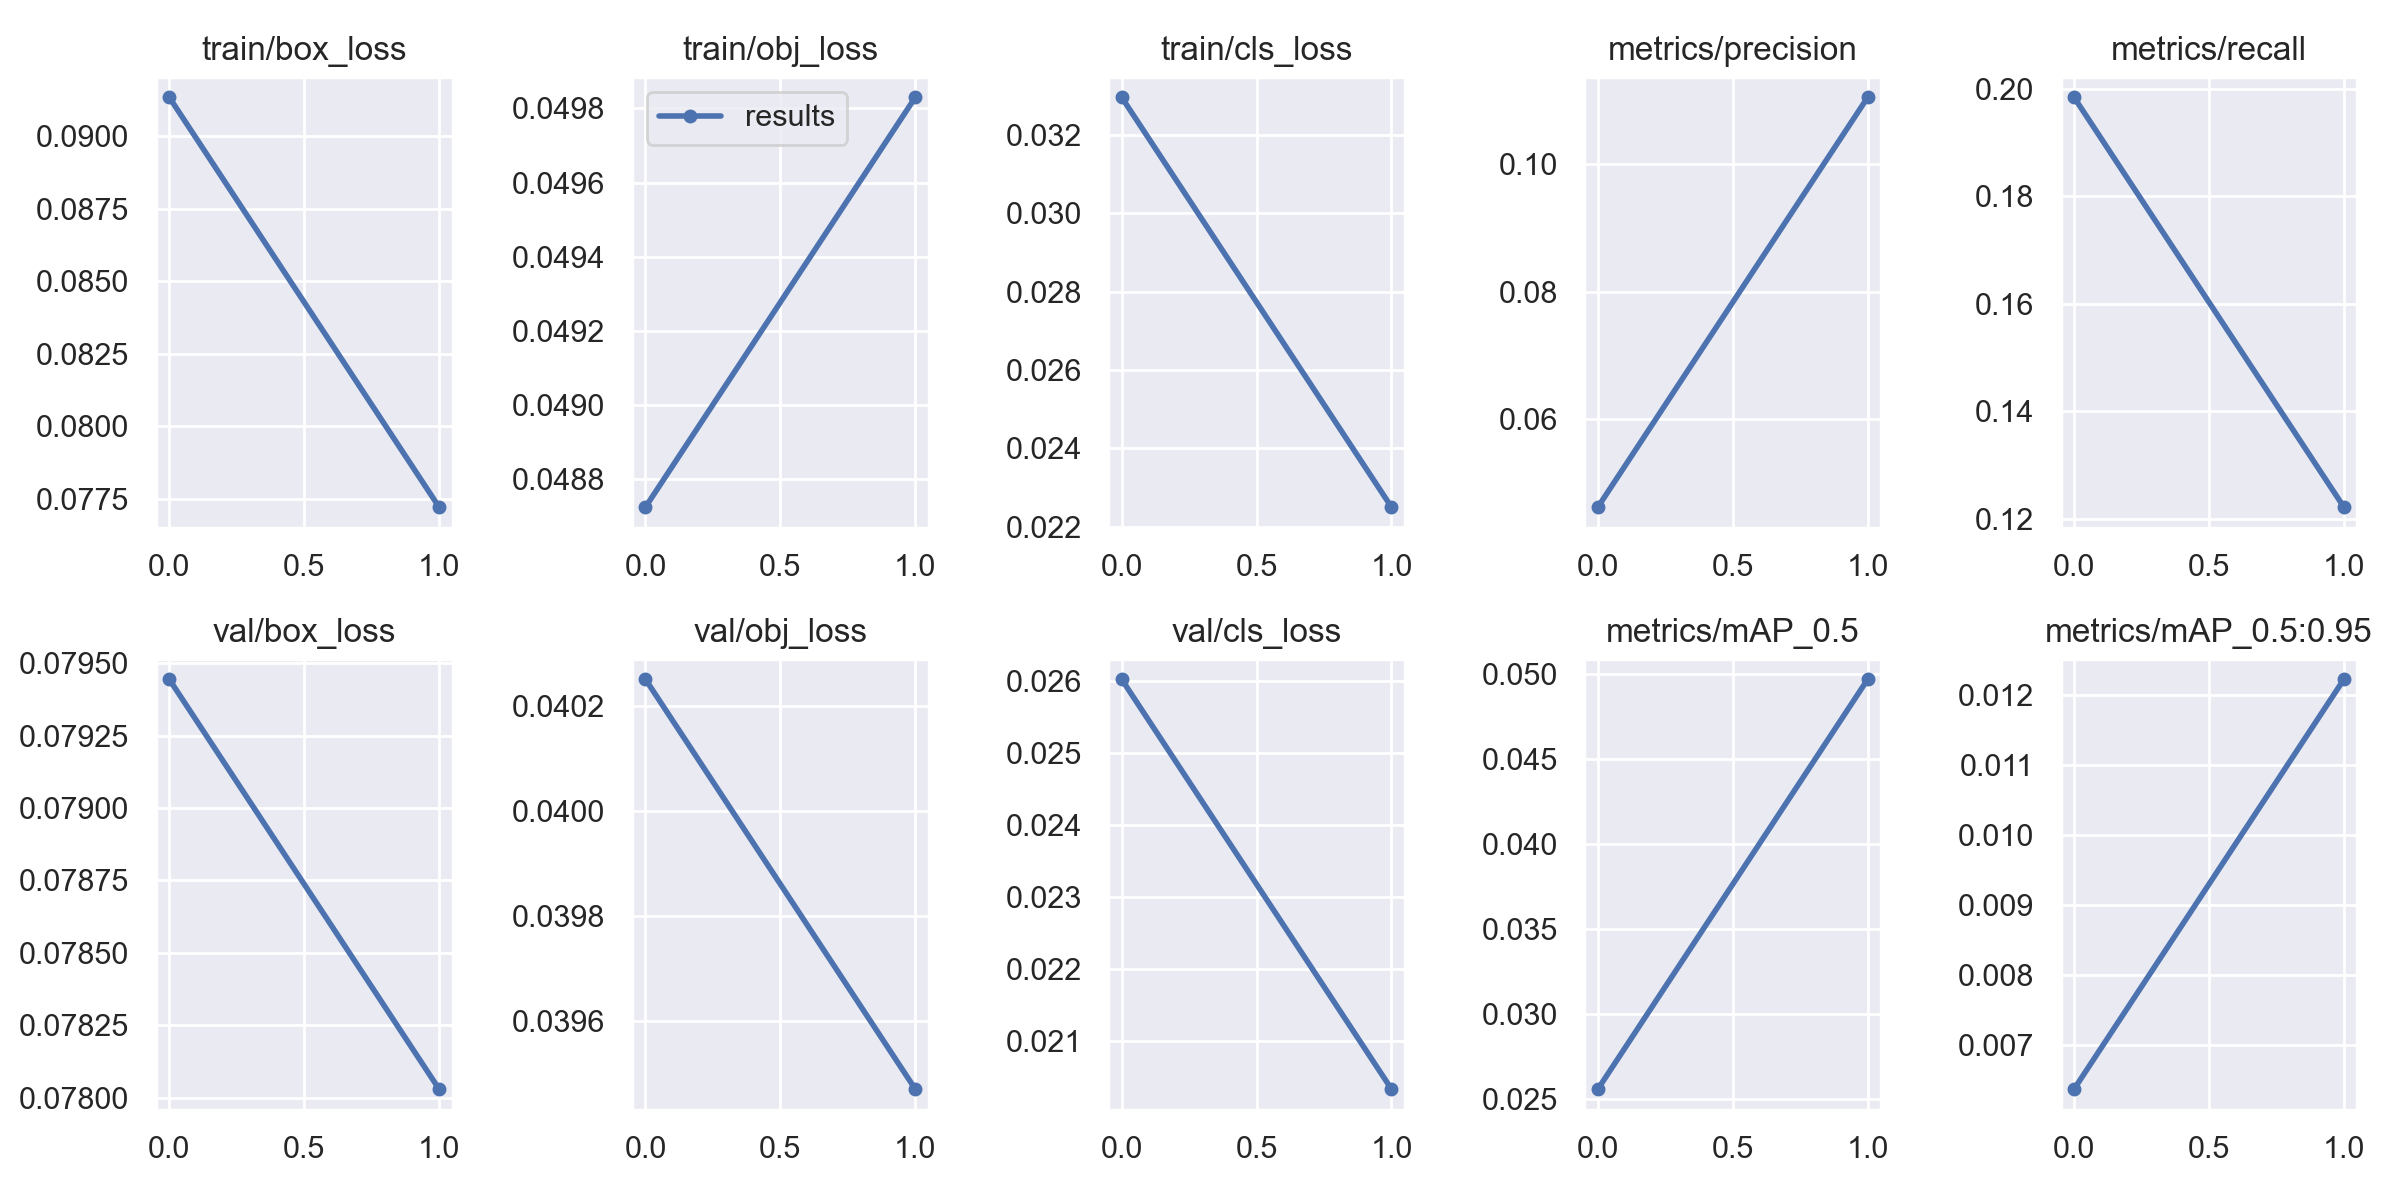 train/box_loss
0.0900
0.0875
0.0850
0.0825
0.0800
0.0775
0.0 0.5 1.0
train/obj_loss
results
0.0498
0.0496
0.0494
0.0492
0.0490
0.0488
0.0 0.5 1.0
train/cls_loss
0.032
0.030
0.028
0.026
0.024
0.022
0.0 0.5 1.0
metrics/precision
0.10
0.08
0.06
0.0 0.5 1.0
metrics/recall
0.20
0.18
0.16
0.14
0.12
0.0 0.5 1.0
val/box_loss
0.07950
0.07925
0.07900
0.07875
0.07850
0.07825
0.07800
0.0 0.5 1.0
val/obj_loss
0.0402
0.0400
0.0398
0.0396
0.0 0.5 1.0
val/cls_loss
0.026
0.025
0.024
0.023
0.022
0.021
0.0 0.5 1.0
metrics/mAP_0.5
0.050
0.045
0.040
0.035
0.030
0.025
0.0 0.5 1.0
metrics/mAP_0.5:0.95
0.012
0.011
0.010
0.009
0.008
0.007
0.0 0.5 1.0